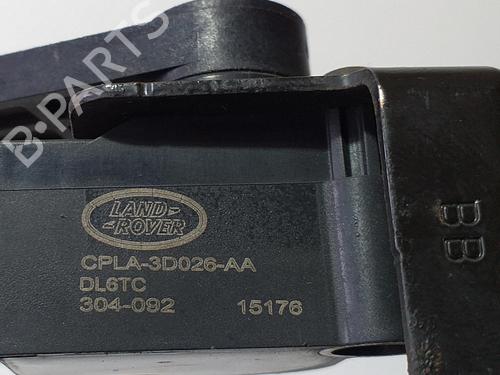 B-PARTS
LAND
ROVER
CPLA-3D026-AA
DL6TC
304-092 15176
BB